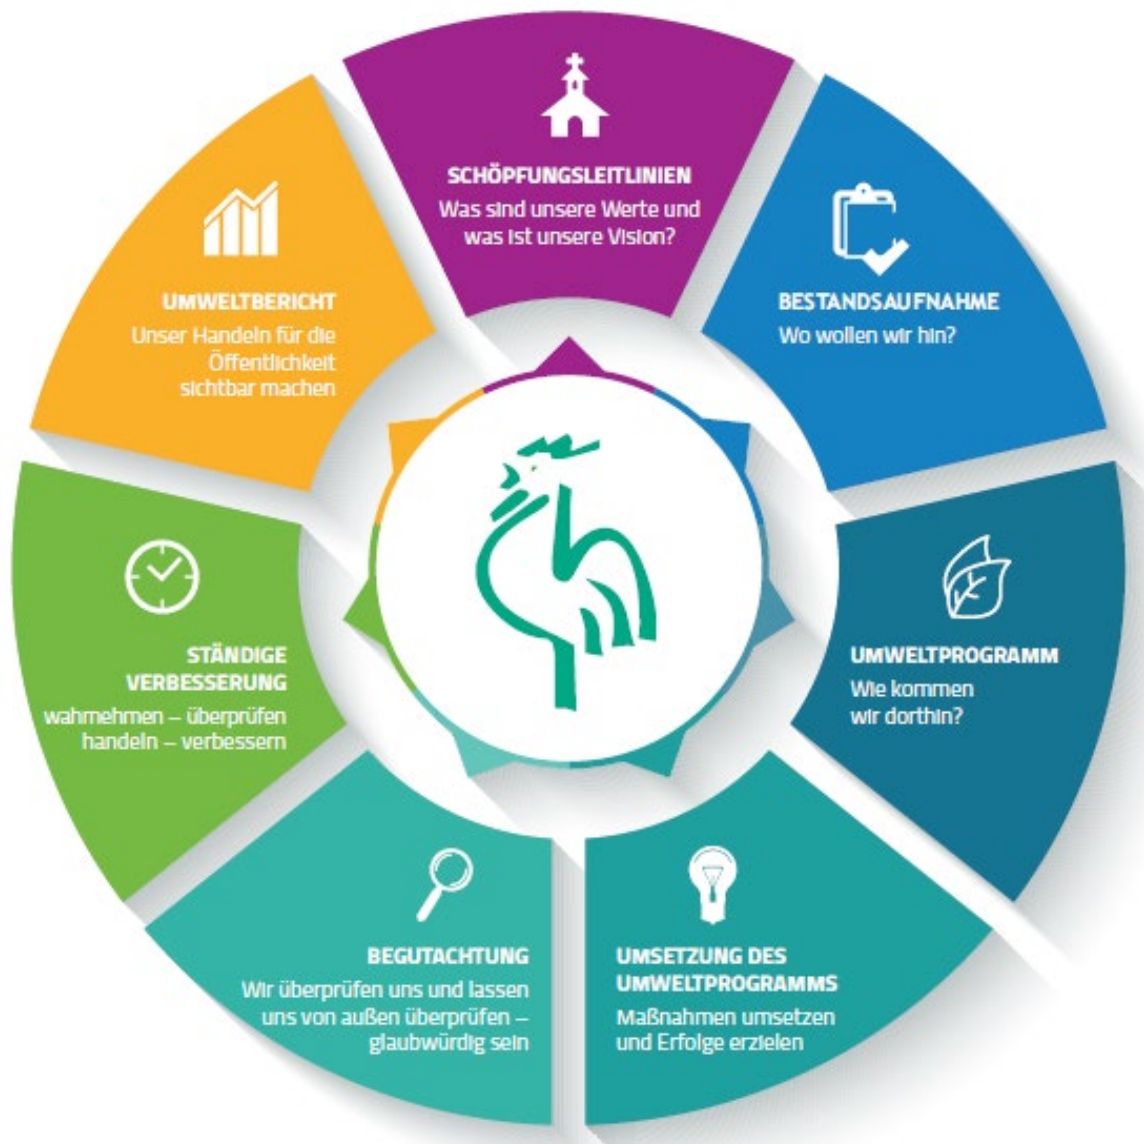 SCHÖPFUNGSLEITLINIEN
Was sind unsere Werte und
was ist unsere Vision?
BESTANDSAUFNAHME
Wo wollen wir hin?
UMWELTPROGRAMM
Wie kommen
wir dorthin?
UMSETZUNG DES
UMWELTPROGRAMMS
Maßnahmen umsetzen
und Erfolge erzielen
BEGUTACHTUNG
Wir überprüfen uns und lassen
uns von außen überprüfen –
glaubwürdig sein
STÄNDIGE
VERBESSERUNG
wahrnehmen – überprüfen
handeln – verbessern
UMWELTBERICHT
Unser Handeln für die
Öffentlichkeit
sichtbar machen